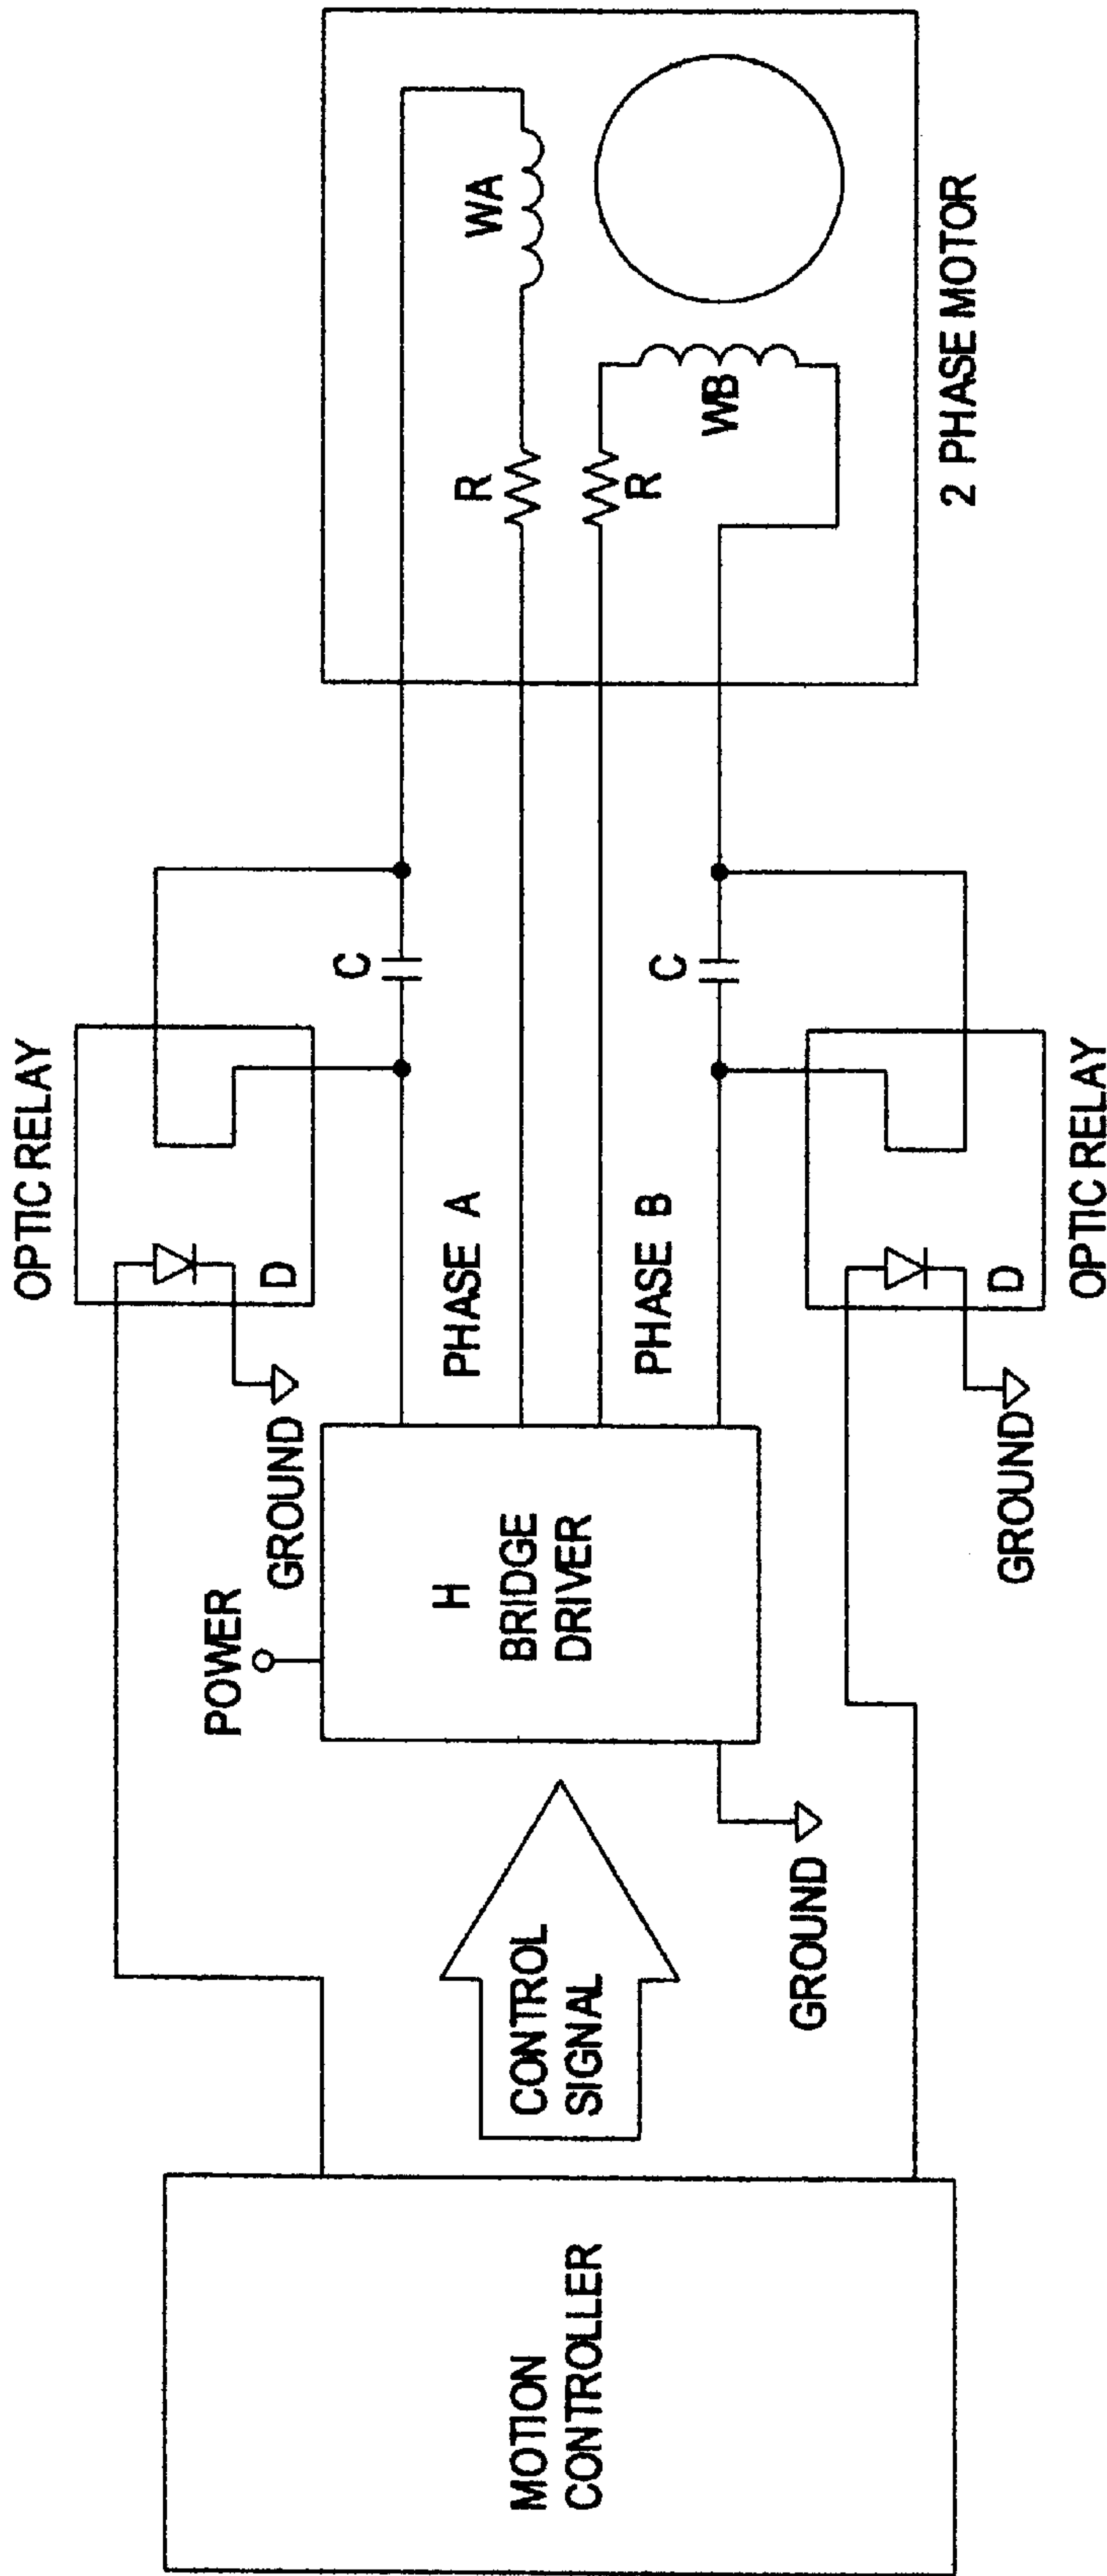 OPTIC RELAY
D
GROUND
POWER
MOTION
CONTROLLER
CONTROL
SIGNAL
H
BRIDGE
DRIVER
GROUND
PHASE A
PHASE B
C
C
R
WA
R
WB
2 PHASE MOTOR
D
GROUND
OPTIC RELAY